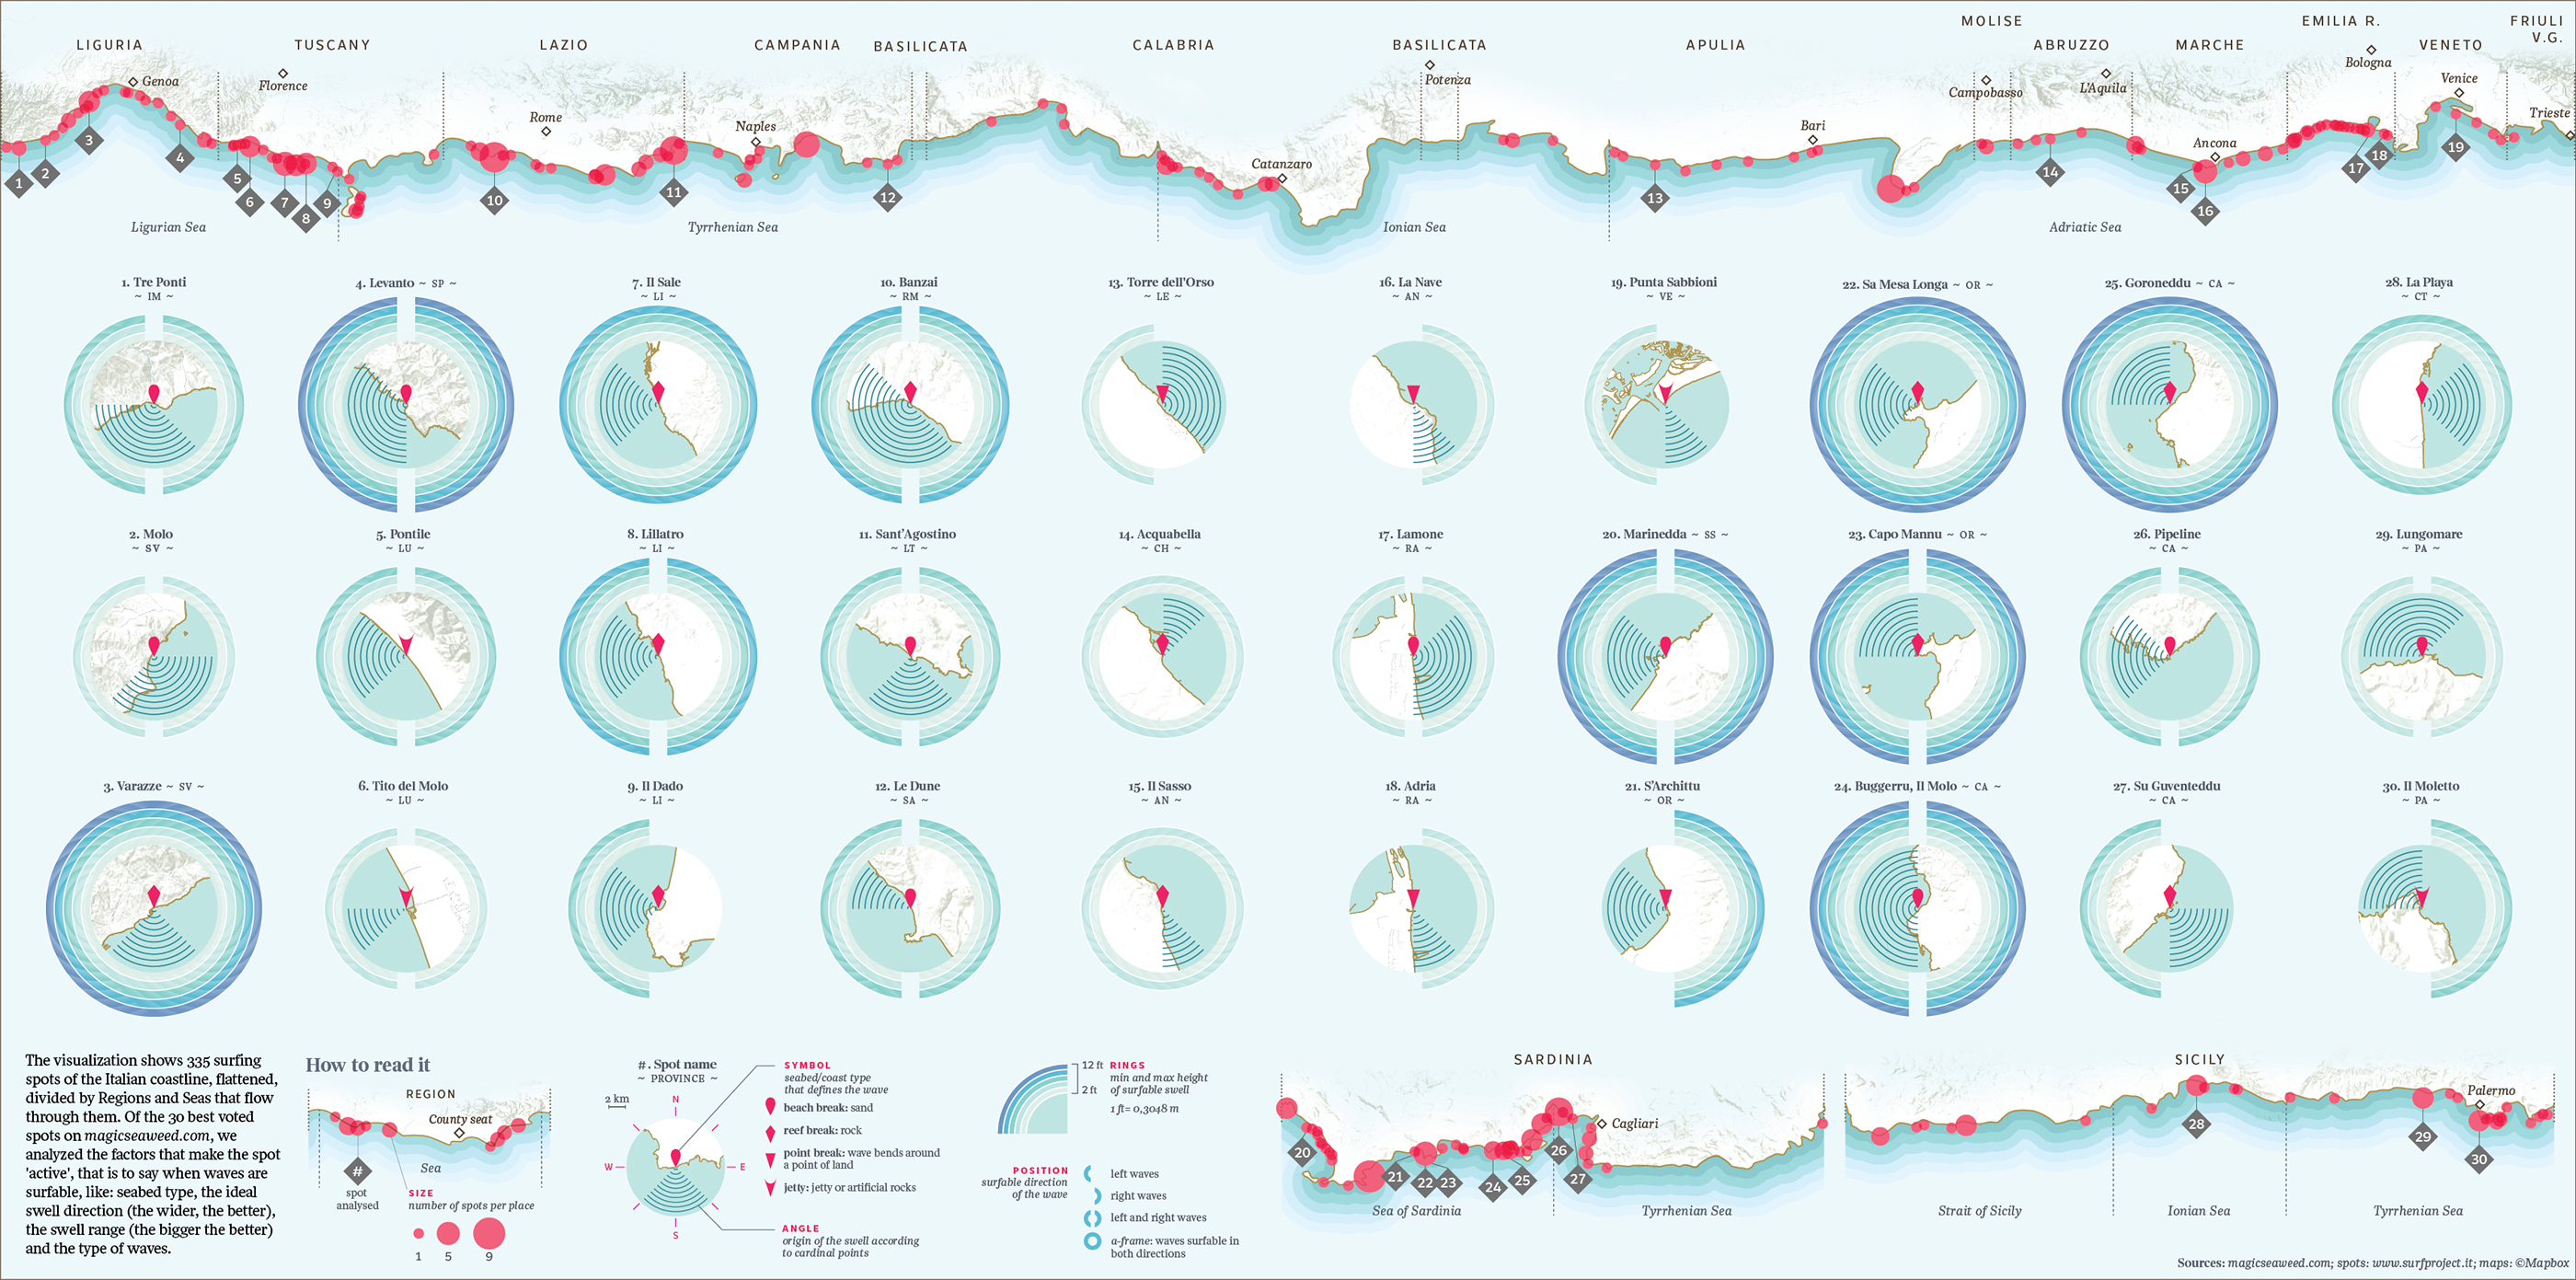 LIGURIA
TUSCANY
LAZIO
CAMPANIA
BASILICATA
CALABRIA
BASILICATA
APULIA
MOLISE
ABRUZZO
MARCHE
EMILIA R.
VENETO
FRIULI
V.G.
Genoa
Florence
Rome
Naples
Catanzaro
Potenza
Bari
Campobasso
L'Aquila
Ancona
Bologna
Venice
Trieste
1
2
3
4
5
6
7
8
9
10
11
12
13
14
15
16
17
18
19
Ligurian Sea
Tyrrhenian Sea
Ionian Sea
Adriatic Sea
1. Tre Ponti
~ IM ~
4. Levanto ~ SP ~
7. Il Sale
~ LI ~
10. Banzai
~ RM ~
13. Torre dell'Orso
~ LE ~
16. La Nave
~ AN ~
19. Punta Sabbioni
~ VE ~
22. Sa Mesa Longa ~ OR ~
25. Goroneddu ~ CA ~
28. La Playa
~ CT ~
2. Molo
~ SV ~
5. Pontile
~ LU ~
8. Lillatro
~ LI ~
11. Sant'Agostino
~ LT ~
14. Acquabella
~ CH ~
17. Lamone
~ RA ~
20. Marinedda ~ SS ~
23. Capo Mannu ~ OR ~
26. Pipeline
~ CA ~
29. Lungomare
~ PA ~
3. Varazze ~ SV ~
6. Tito del Molo
~ LU ~
9. Il Dado
~ LI ~
12. Le Dune
~ SA ~
15. Il Sasso
~ AN ~
18. Adria
~ RA ~
21. S'Archittu
~ OR ~
24. Buggerru, Il Molo ~ CA ~
27. Su Guventeddu
~ CA ~
30. Il Moletto
~ PA ~
The visualization shows 335 surfing
spots of the Italian coastline, flattened,
divided by Regions and Seas that flow
through them. Of the 30 best voted
spots on magicseaweed.com, we
analyzed the factors that make the spot
'active', that is to say when waves are
surfable, like: seabed type, the ideal
swell direction (the wider, the better),
the swell range (the bigger the better)
and the type of waves.
How to read it
REGION
County seat
Sea
#
spot
analysed
SIZE
number of spots per place
1
5
9
#. Spot name
~ PROVINCE ~
2 km
N
W
E
S
SYMBOL
seabed/coast type
that defines the wave
beach break: sand
reef break: rock
point break: wave bends around
a point of land
jetty: jetty or artificial rocks
ANGLE
origin of the swell according
to cardinal points
12 ft
2 ft
RINGS
min and max height
of surfable swell
1 ft= 0,3048 m
POSITION
surfable direction
of the wave
left waves
right waves
left and right waves
a-frame: waves surfable in
both directions
SARDINIA
Cagliari
20
21
22
23
24
25
26
27
Sea of Sardinia
Tyrrhenian Sea
SICILY
Palermo
28
29
30
Strait of Sicily
Ionian Sea
Tyrrhenian Sea
Sources: magicseaweed.com; spots: www.surfproject.it; maps: ©Mapbox